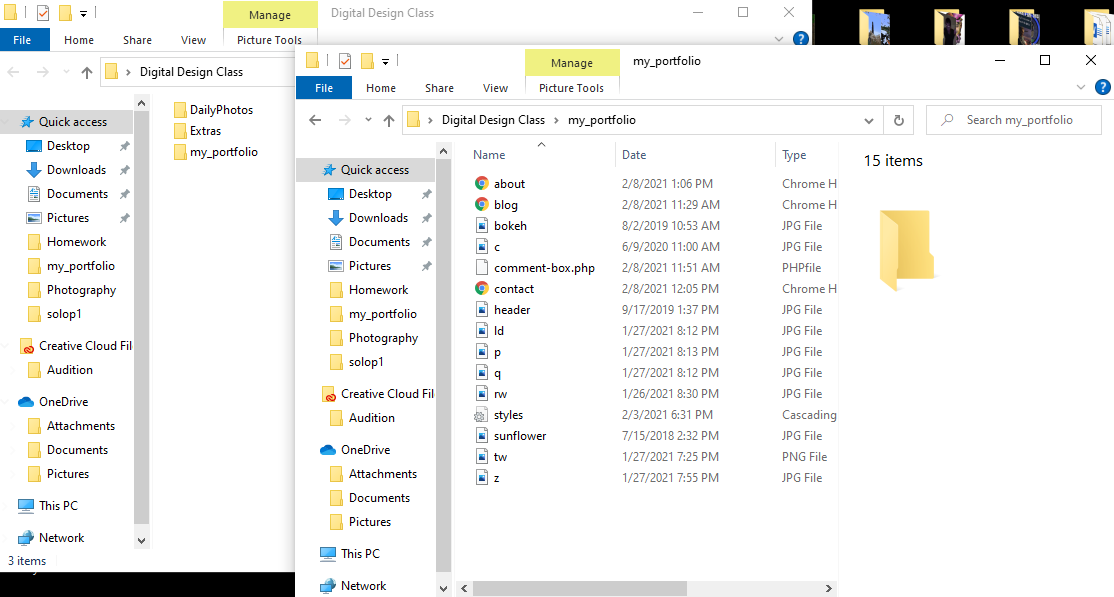 Manage
Digital Design Class
File
Home
Share
View
Picture Tools
Digital Design Class
Quick access
Desktop
Downloads
Documents
Pictures
Homework
my_portfolio
Photography
solop1
Creative Cloud Fil
Audition
OneDrive
Attachments
Documents
Pictures
This PC
Network
3 items
DailyPhotos
Extras
my_portfolio
Manage
my_portfolio
File
Home
Share
View
Picture Tools
Digital Design Class
my_portfolio
Search my_portfolio
Quick access
Desktop
Downloads
Documents
Pictures
Homework
my_portfolio
Photography
solop1
Creative Cloud Fil
Audition
OneDrive
Attachments
Documents
Pictures
This PC
Network
Name Date Type
about 2/8/2021 1:06 PM Chrome H
blog 2/8/2021 11:29 AM Chrome H
bokeh 8/2/2019 10:53 AM JPG File
c 6/9/2020 11:00 AM JPG File
comment-box.php 2/8/2021 11:51 AM PHPfile
contact 2/8/2021 12:05 PM Chrome H
header 9/17/2019 1:37 PM JPG File
ld 1/27/2021 8:12 PM JPG File
p 1/27/2021 8:13 PM JPG File
q 1/27/2021 8:12 PM JPG File
rw 1/26/2021 8:30 PM JPG File
styles 2/3/2021 6:31 PM Cascading
sunflower 7/15/2018 2:32 PM JPG File
tw 1/27/2021 7:25 PM PNG File
z 1/27/2021 7:55 PM JPG File
15 items